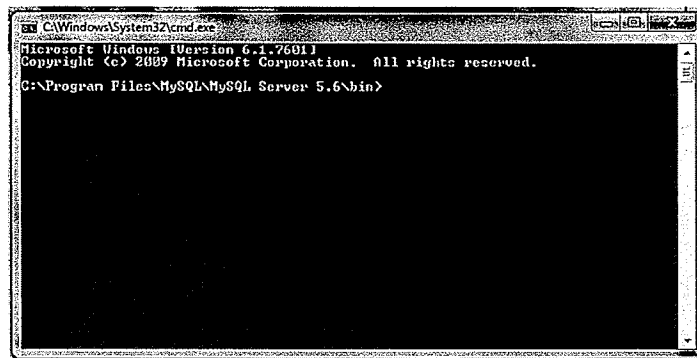 C:\Windows\System32\cmd.exe
Microsoft Windows [Version 6.1.7601]
Copyright (c) 2009 Microsoft Corporation. All rights reserved.
C:\Program Files\MySQL\MySQL Server 5.6\bin>